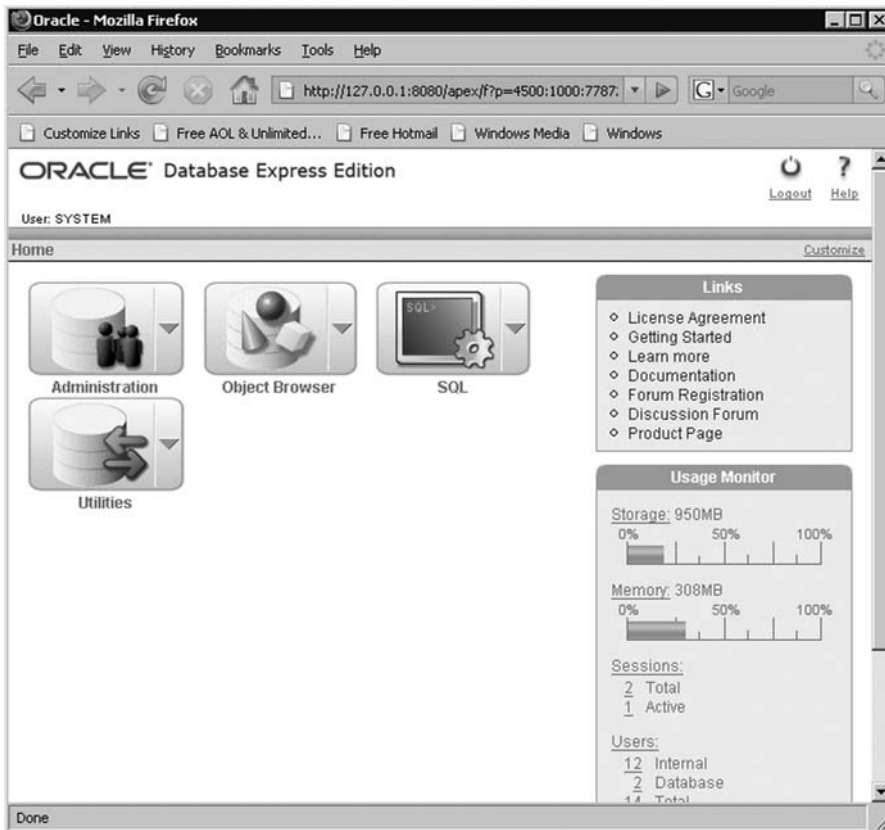 Oracle - Mozilla Firefox
File Edit View History Bookmarks Tools Help
http://127.0.0.1:8080/apex/f?p=4500:1000:7787: G Google
Customize Links Free AOL & Unlimited... Free Hotmail Windows Media Windows
ORACLE Database Express Edition
Logout Help
User: SYSTEM
Home Customize
SQL>
Administration Object Browser SQL
Utilities
Links
License Agreement
Getting Started
Learn more
Documentation
Forum Registration
Discussion Forum
Product Page
Usage Monitor
Storage: 950MB
0% 50% 100%
Memory: 308MB
0% 50% 100%
Sessions:
2 Total
1 Active
Users:
12 Internal
2 Database
14 Total
Done